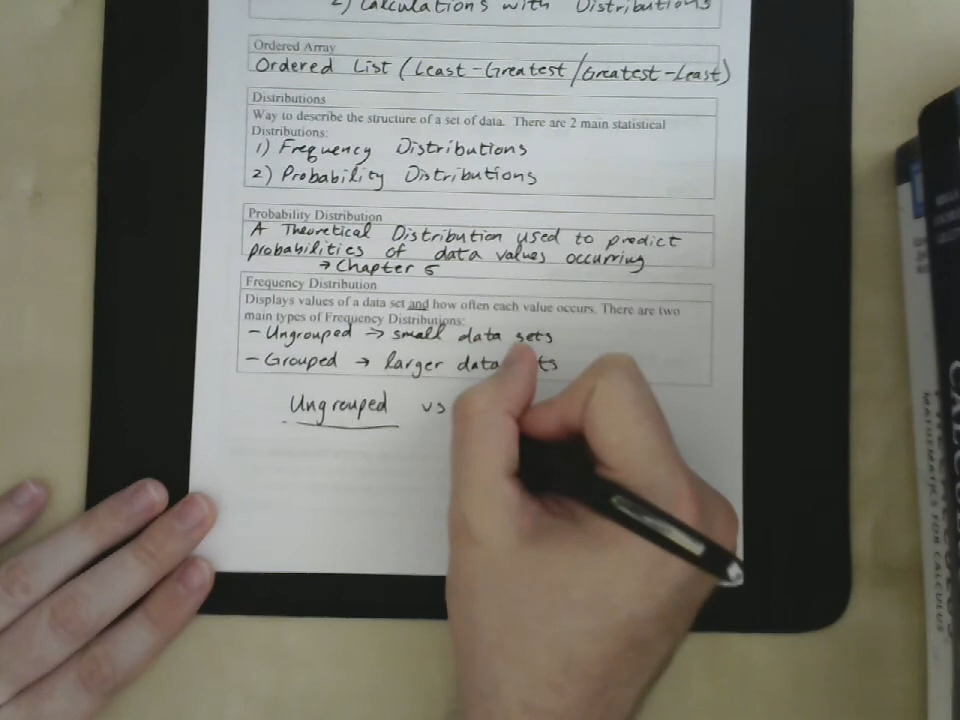 2) Calculations with Distributions
Ordered Array
Ordered List (Least-Greatest/Greatest-Least)
Distributions
Way to describe the structure of a set of data. There are 2 main statistical
Distributions:
1) Frequency Distributions
2) Probability Distributions
Probability Distribution
A Theoretical Distribution used to predict
probabilities of data values occurring
→ Chapter 5
Frequency Distribution
Displays values of a data set and how often each value occurs. There are two
main types of Frequency Distributions:
- Ungrouped → small data sets
- Grouped → larger data ts
Ungrouped vs
MATHEMATICS FOR CALCULUS